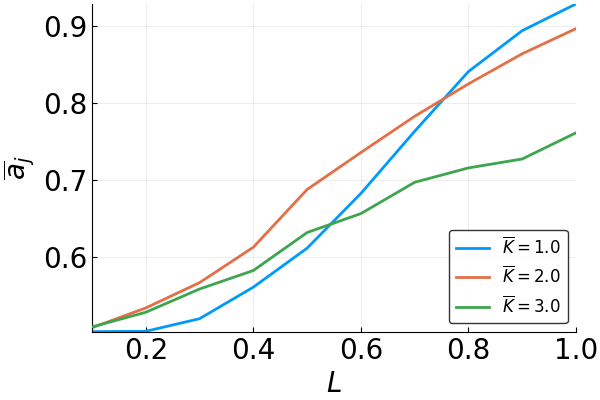 0.9
0.8
0.7
0.6
a̅ⱼ
0.2 0.4 0.6 0.8 1.0
L
K̅ = 1.0
K̅ = 2.0
K̅ = 3.0